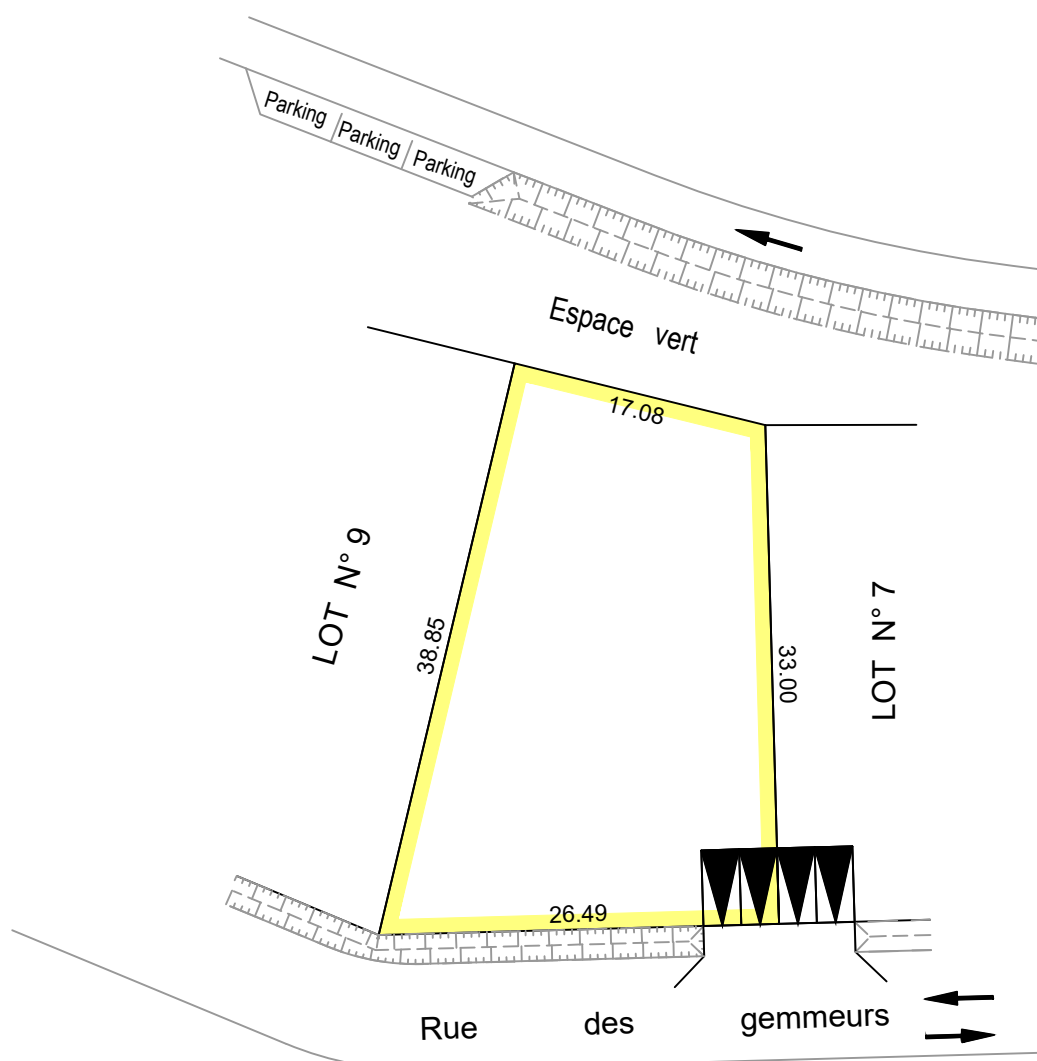 Parking
Parking
Parking
Espace vert
17.08
LOT N° 9
38.85
33.00
LOT N° 7
26.49
Rue des gemmeurs